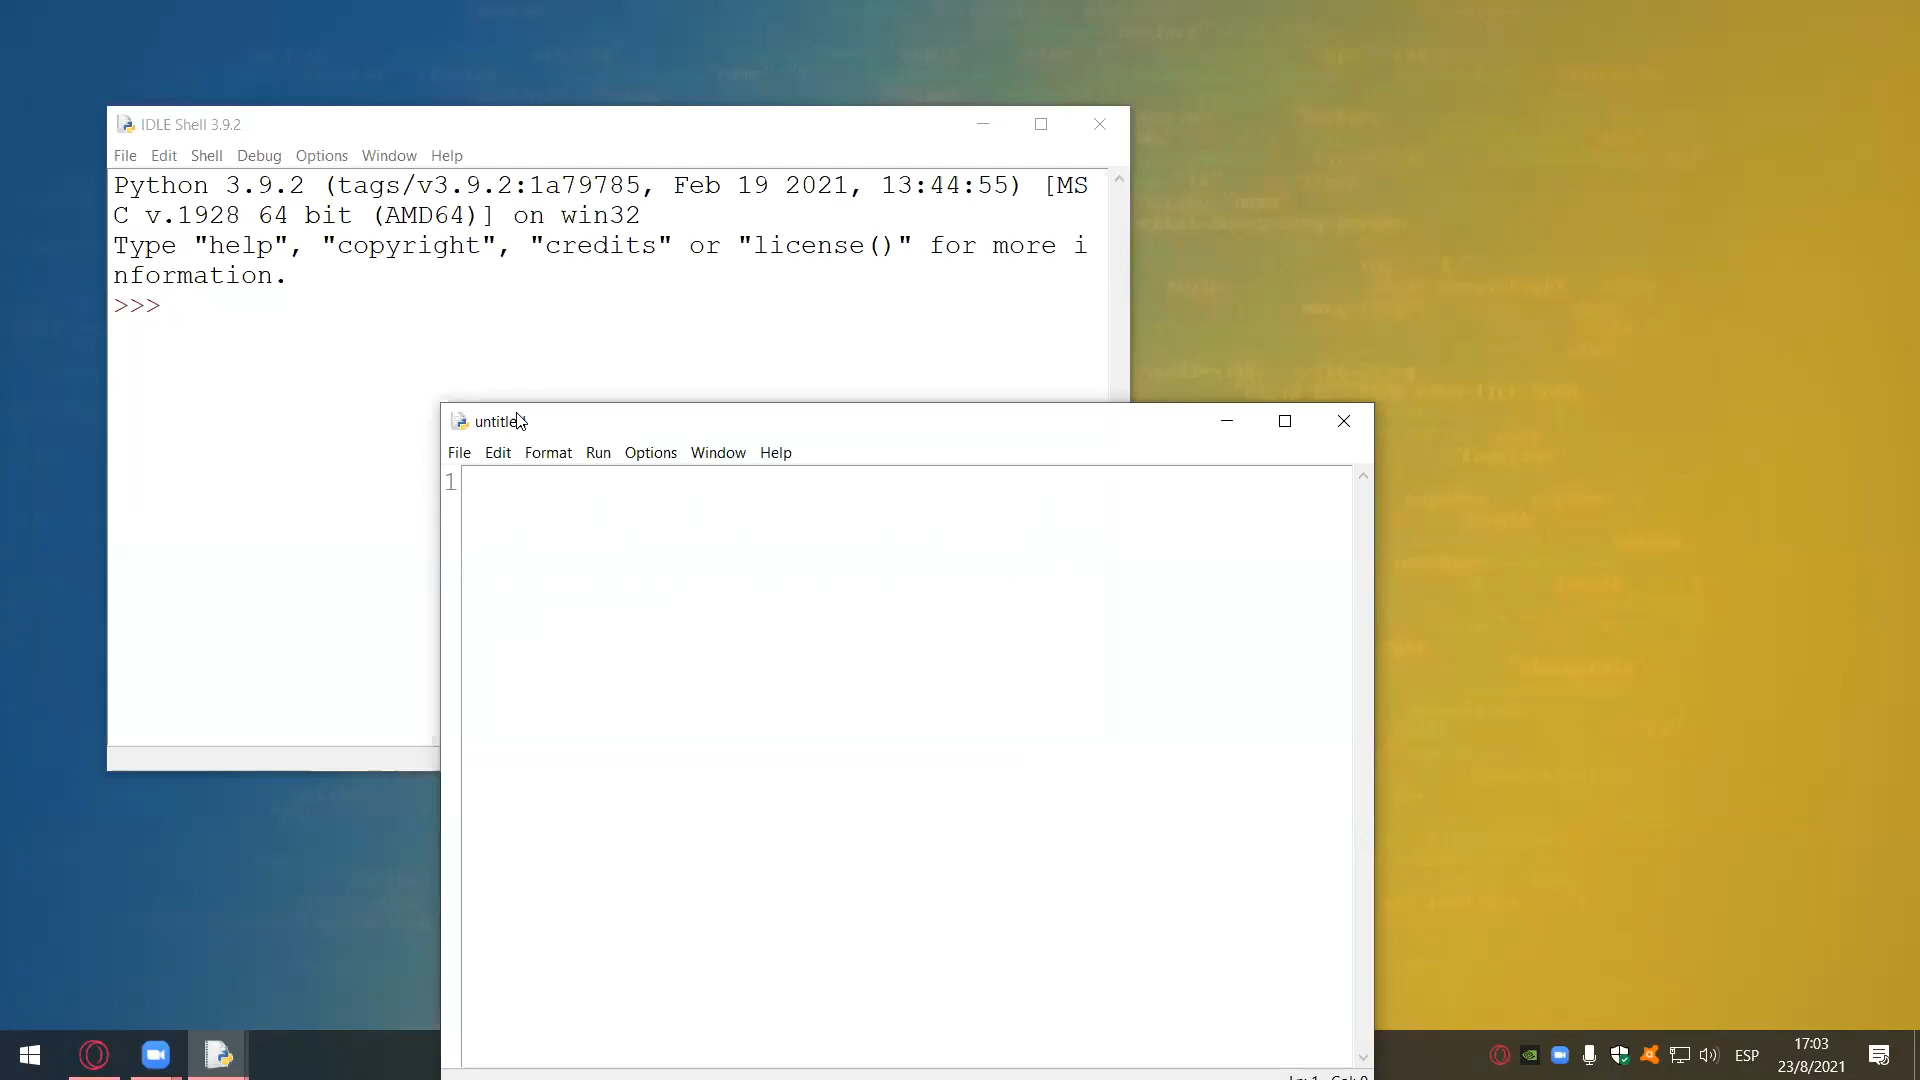 IDLE Shell 3.9.2
File Edit Shell Debug Options Window Help
Python 3.9.2 (tags/v3.9.2:1a79785, Feb 19 2021, 13:44:55) [MS
C v.1928 64 bit (AMD64)] on win32
Type "help", "copyright", "credits" or "license()" for more i
nformation.
>>>
untitled
File Edit Format Run Options Window Help
1
ESP
17:03
23/8/2021